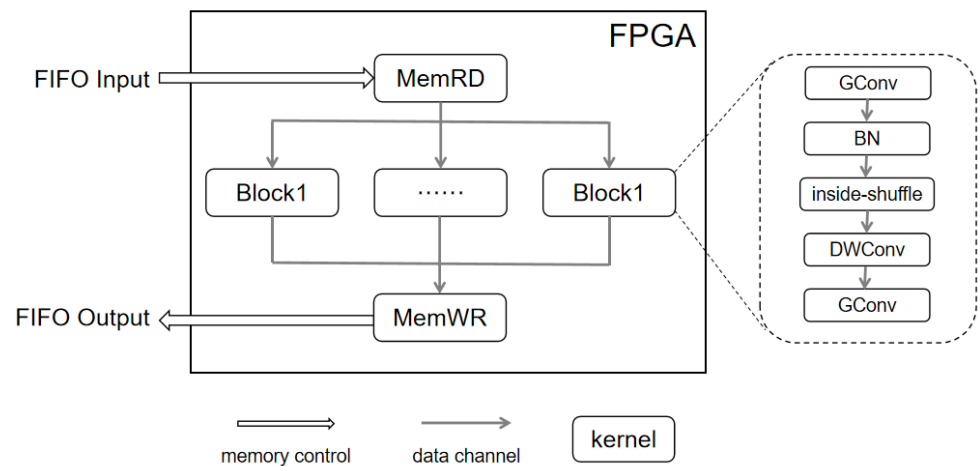 FPGA
FIFO Input
MemRD
GConv
BN
Block1
......
Block1
inside-shuffle
DWConv
GConv
FIFO Output
MemWR
memory control
data channel
kernel